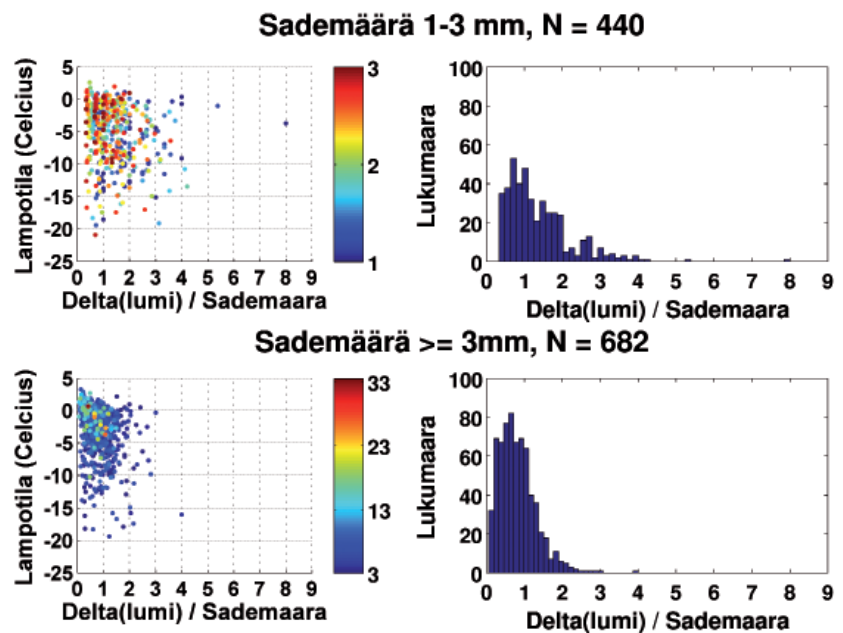 Sademäärä 1-3 mm, N = 440
Lampotila (Celcius)
5
0
-5
-10
-15
-20
-25
0 1 2 3 4 5 6 7 8 9
Delta(lumi) / Sademaara
3
2
1
Lukumaara
100
80
60
40
20
0
0 1 2 3 4 5 6 7 8 9
Delta(lumi) / Sademaara
Sademäärä >= 3mm, N = 682
Lampotila (Celcius)
5
0
-5
-10
-15
-20
-25
0 1 2 3 4 5 6 7 8 9
Delta(lumi) / Sademaara
33
23
13
3
Lukumaara
100
80
60
40
20
0
0 1 2 3 4 5 6 7 8 9
Delta(lumi) / Sademaara